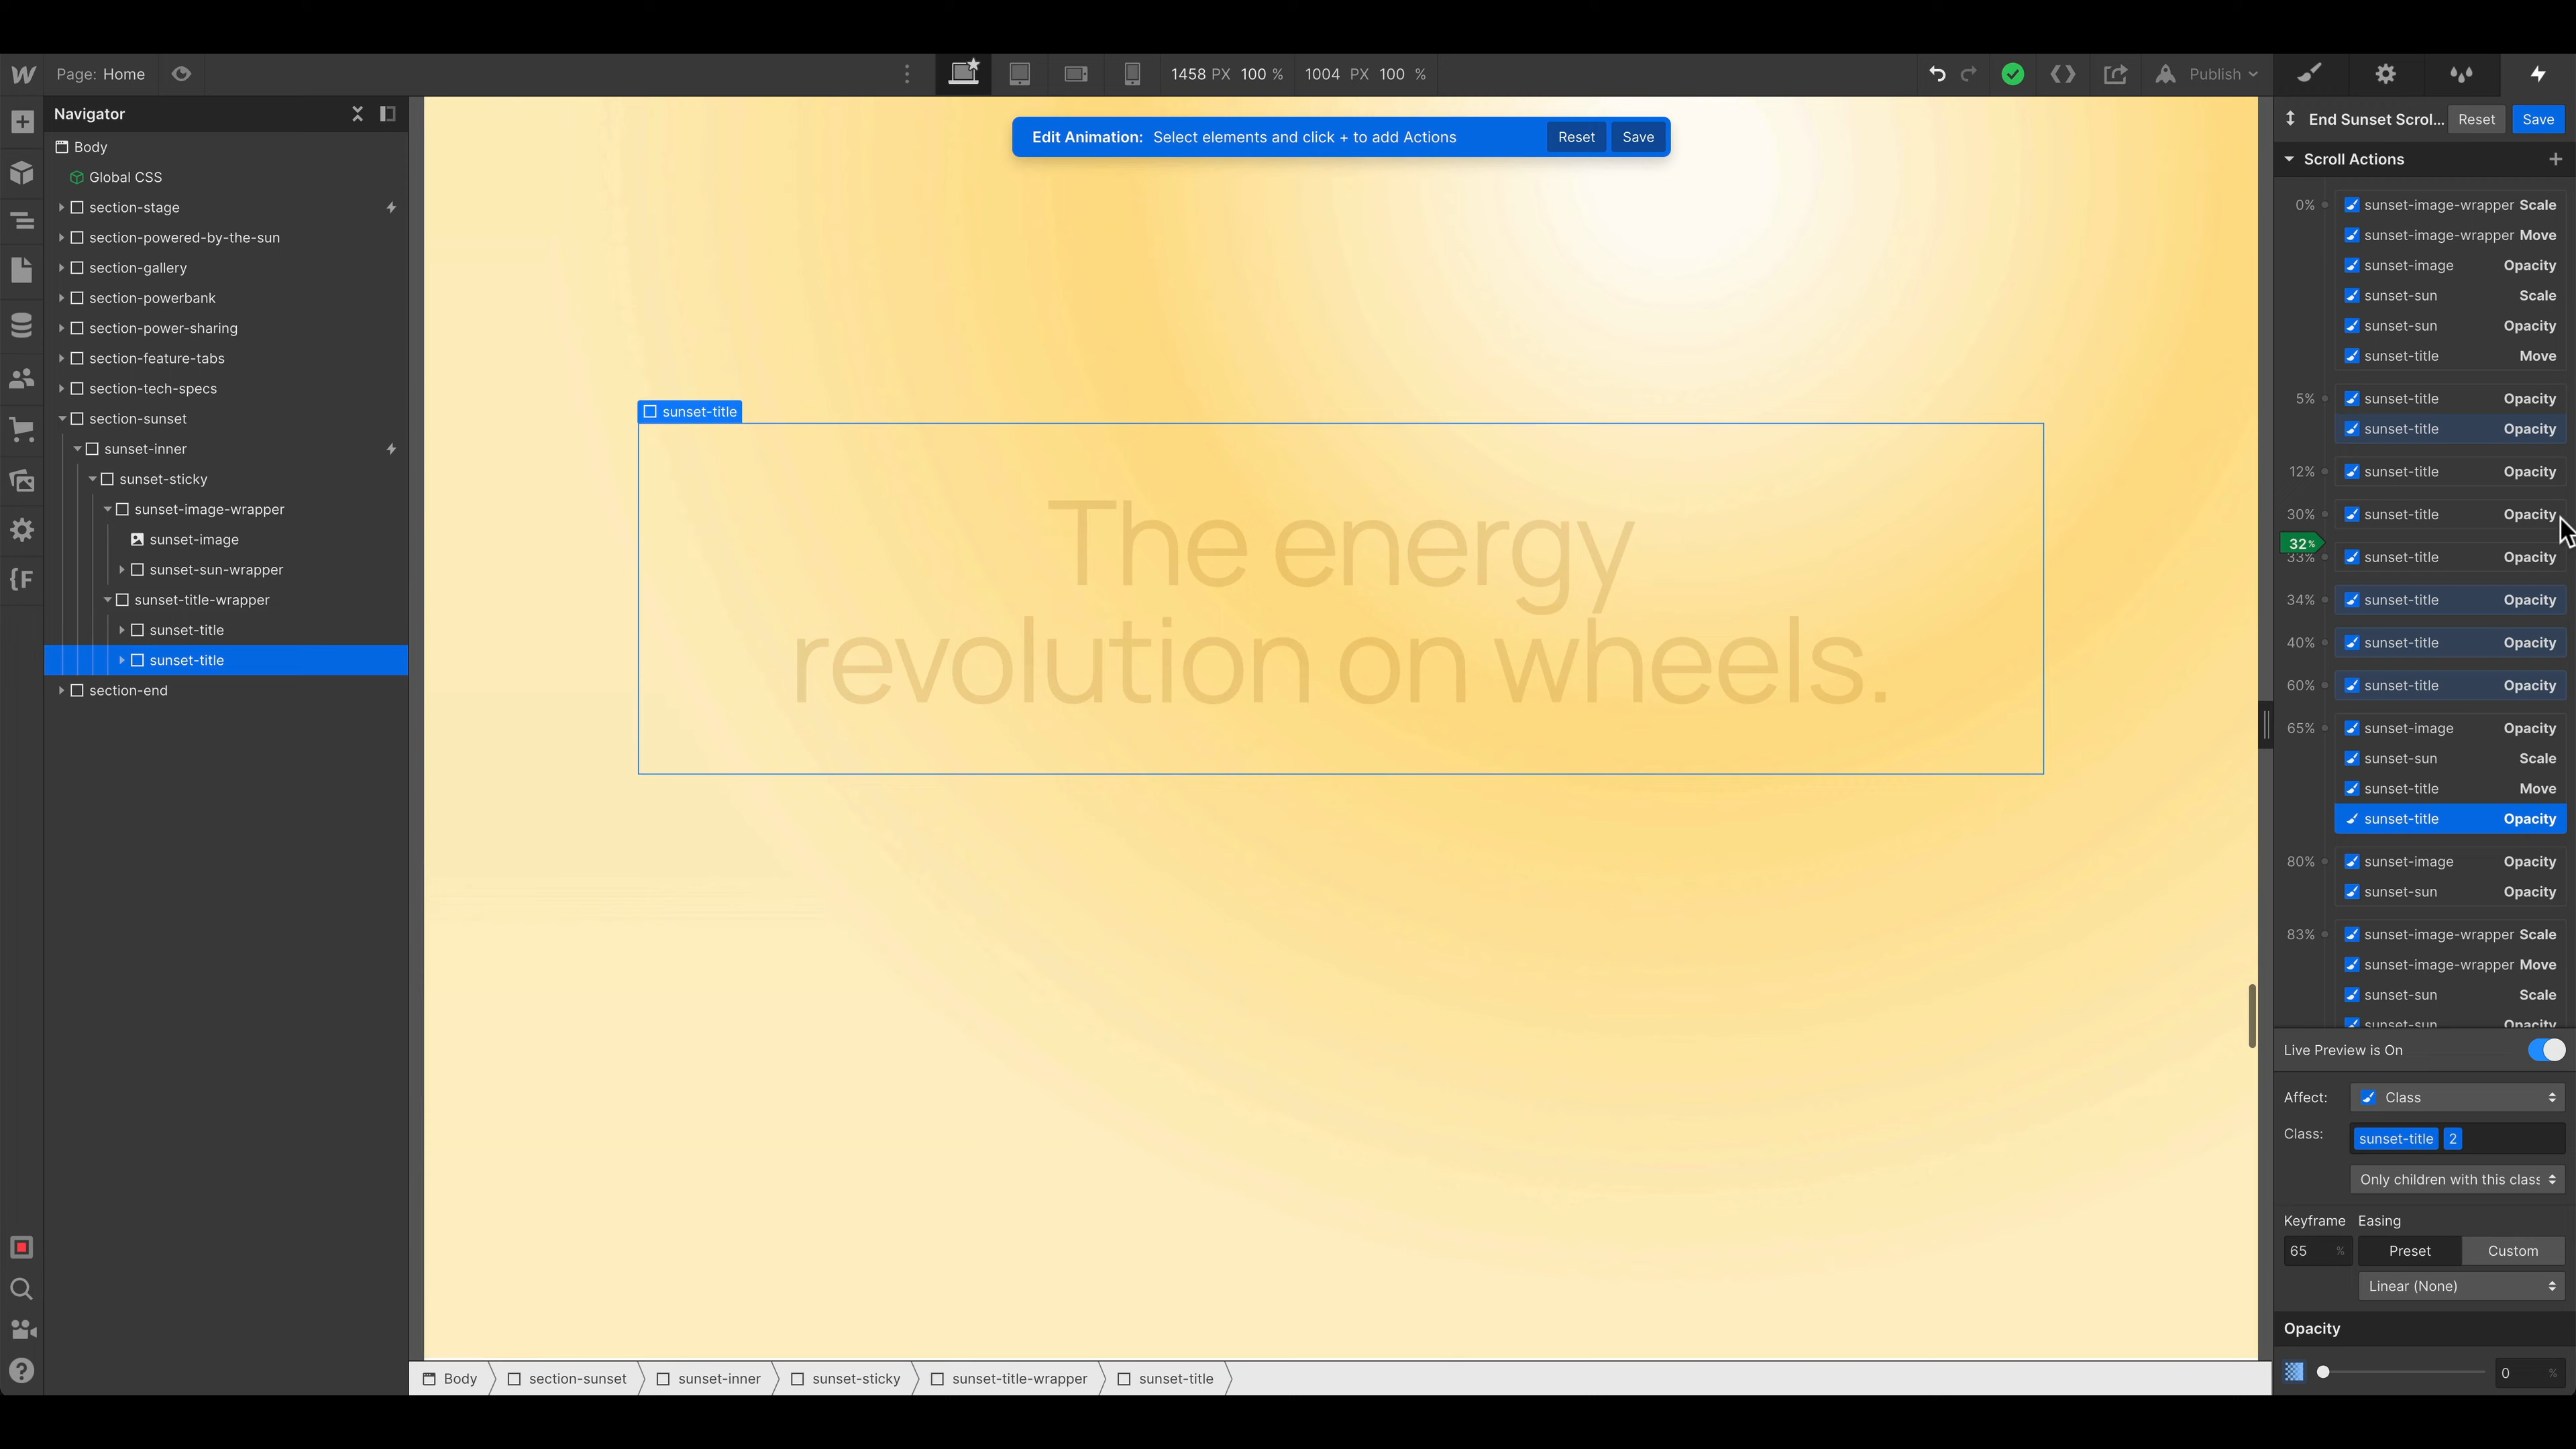 Page: Home
1458 PX 100 %
1004 PX 100 %
Publish
Navigator
Body
Global CSS
section-stage
section-powered-by-the-sun
section-gallery
section-powerbank
section-power-sharing
section-feature-tabs
section-tech-specs
section-sunset
sunset-inner
sunset-sticky
sunset-image-wrapper
sunset-image
sunset-sun-wrapper
sunset-title-wrapper
sunset-title
sunset-title
section-end
{F
Edit Animation: Select elements and click + to add Actions
Reset
Save
sunset-title
The energy
revolution on wheels.
Body
section-sunset
sunset-inner
sunset-sticky
sunset-title-wrapper
sunset-title
End Sunset Scrol...
Reset
Save
Scroll Actions
0% sunset-image-wrapper Scale
sunset-image-wrapper Move
sunset-image Opacity
sunset-sun Scale
sunset-sun Opacity
sunset-title Move
5% sunset-title Opacity
sunset-title Opacity
12% sunset-title Opacity
30% sunset-title Opacity
32%
33% sunset-title Opacity
34% sunset-title Opacity
40% sunset-title Opacity
60% sunset-title Opacity
65% sunset-image Opacity
sunset-sun Scale
sunset-title Move
sunset-title Opacity
80% sunset-image Opacity
sunset-sun Opacity
83% sunset-image-wrapper Scale
sunset-image-wrapper Move
sunset-sun Scale
sunset-sun Opacity
Live Preview is On
Affect: Class
Class: sunset-title 2
Only children with this class
Keyframe Easing
65 % Preset Custom
Linear (None)
Opacity
0 %